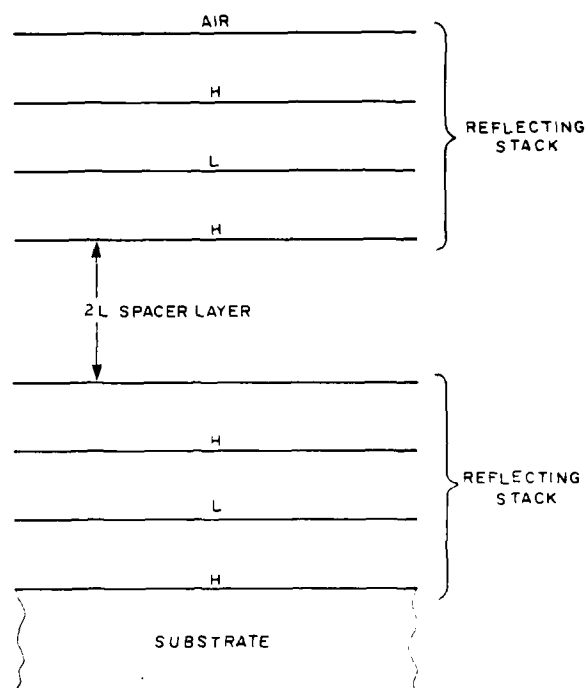 AIR
H
REFLECTING
STACK
L
H
2L SPACER LAYER
H
REFLECTING
STACK
L
H
SUBSTRATE